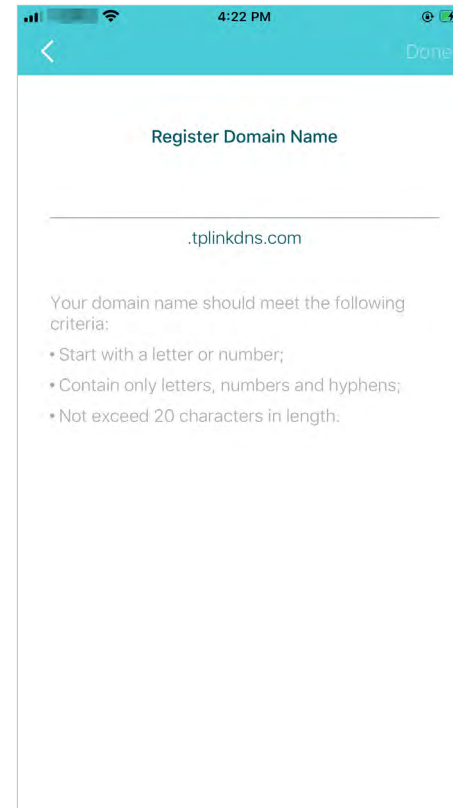 4:22 PM
Done
Register Domain Name
.tplinkdns.com
Your domain name should meet the following
criteria:
• Start with a letter or number;
• Contain only letters, numbers and hyphens;
• Not exceed 20 characters in length.